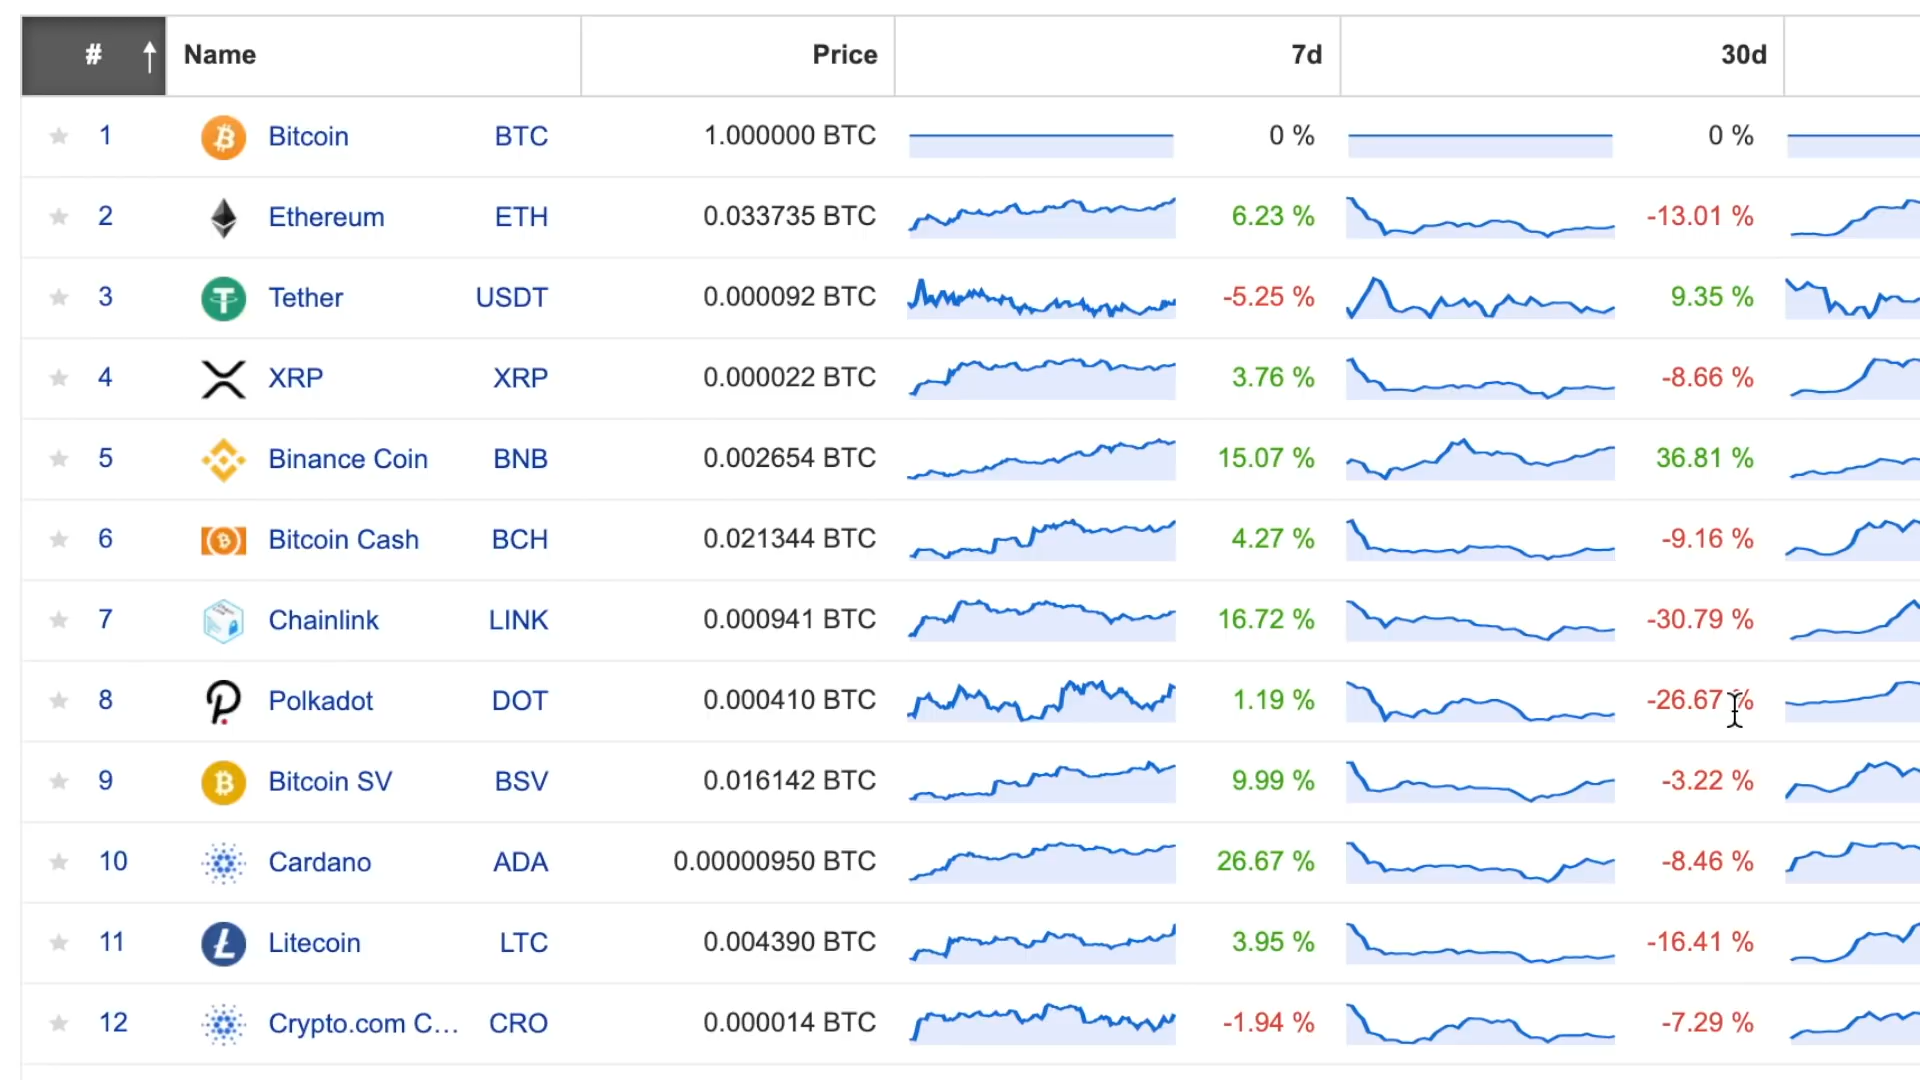 # ↑ Name Price 7d 30d
1 Bitcoin BTC 1.000000 BTC 0 % 0 %
2 Ethereum ETH 0.033735 BTC 6.23 % -13.01 %
3 Tether USDT 0.000092 BTC -5.25 % 9.35 %
4 XRP XRP 0.000022 BTC 3.76 % -8.66 %
5 Binance Coin BNB 0.002654 BTC 15.07 % 36.81 %
6 Bitcoin Cash BCH 0.021344 BTC 4.27 % -9.16 %
7 Chainlink LINK 0.000941 BTC 16.72 % -30.79 %
8 Polkadot DOT 0.000410 BTC 1.19 % -26.67 %
9 Bitcoin SV BSV 0.016142 BTC 9.99 % -3.22 %
10 Cardano ADA 0.00000950 BTC 26.67 % -8.46 %
11 Litecoin LTC 0.004390 BTC 3.95 % -16.41 %
12 Crypto.com C... CRO 0.000014 BTC -1.94 % -7.29 %